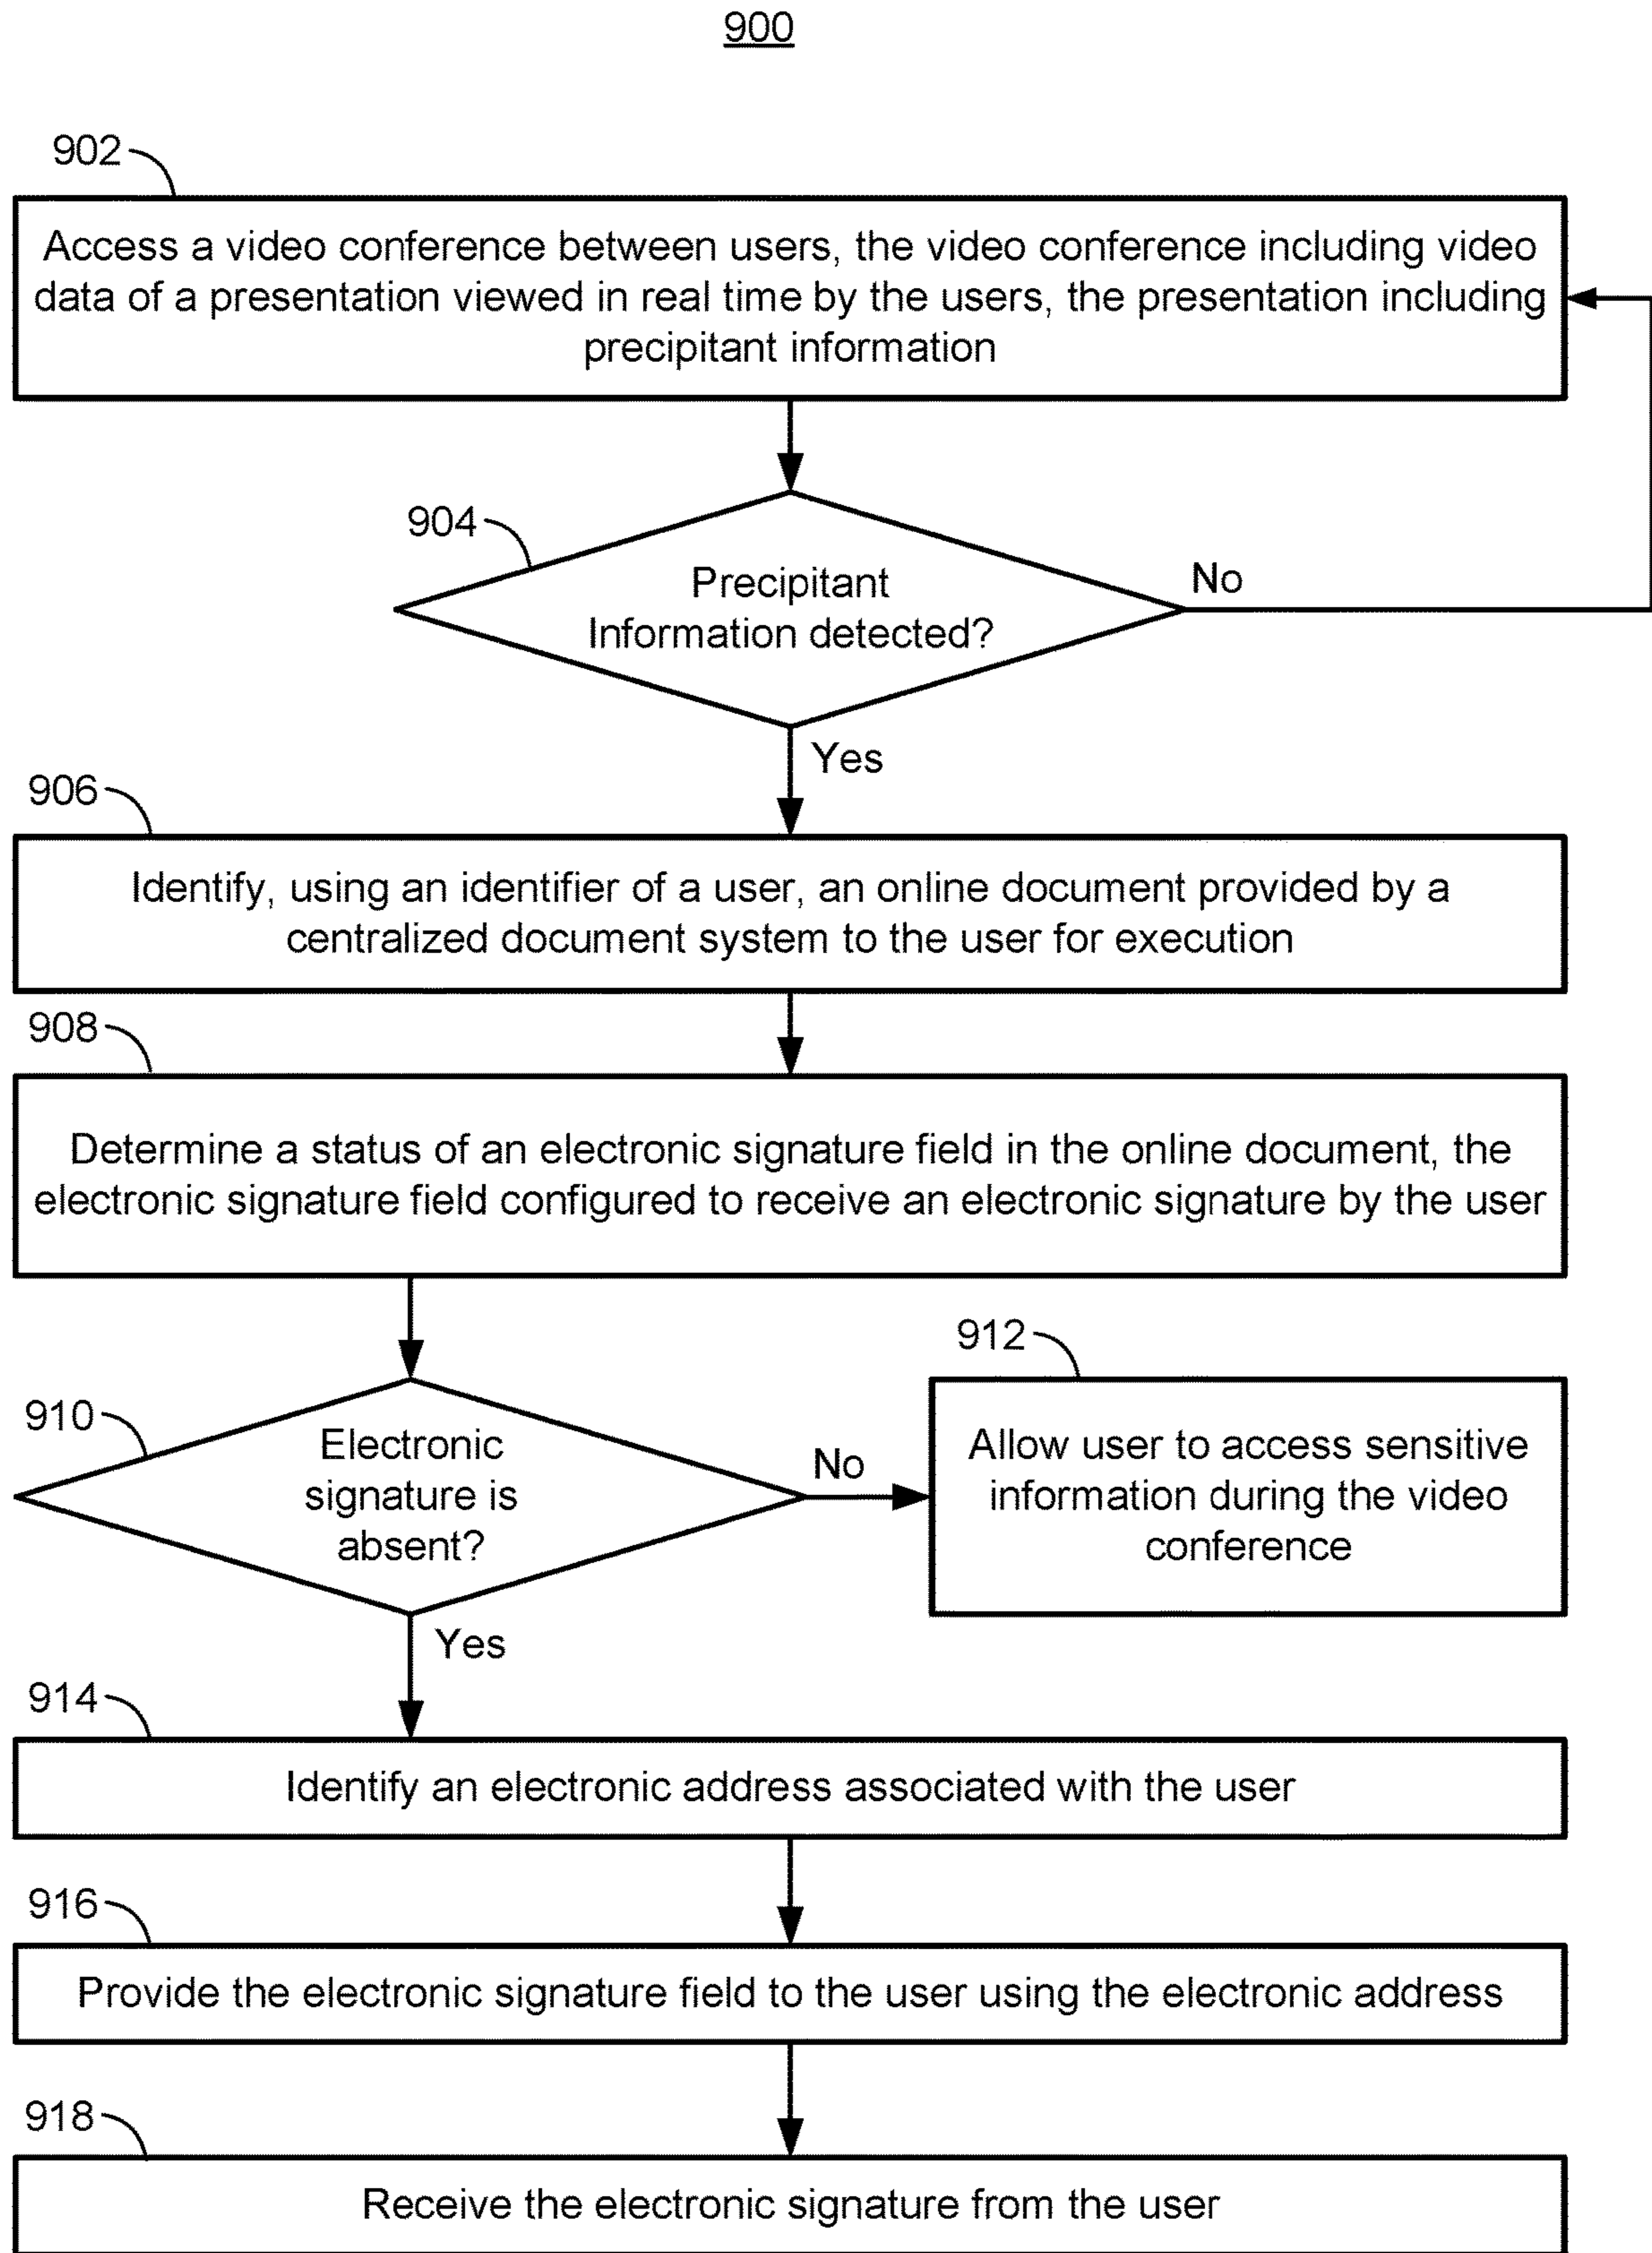 900
902
Access a video conference between users, the video conference including video
data of a presentation viewed in real time by the users, the presentation including
precipitant information
904
Precipitant
Information detected?
No
Yes
906
Identify, using an identifier of a user, an online document provided by a
centralized document system to the user for execution
908
Determine a status of an electronic signature field in the online document, the
electronic signature field configured to receive an electronic signature by the user
910
Electronic
signature is
absent?
No
912
Allow user to access sensitive
information during the video
conference
Yes
914
Identify an electronic address associated with the user
916
Provide the electronic signature field to the user using the electronic address
918
Receive the electronic signature from the user